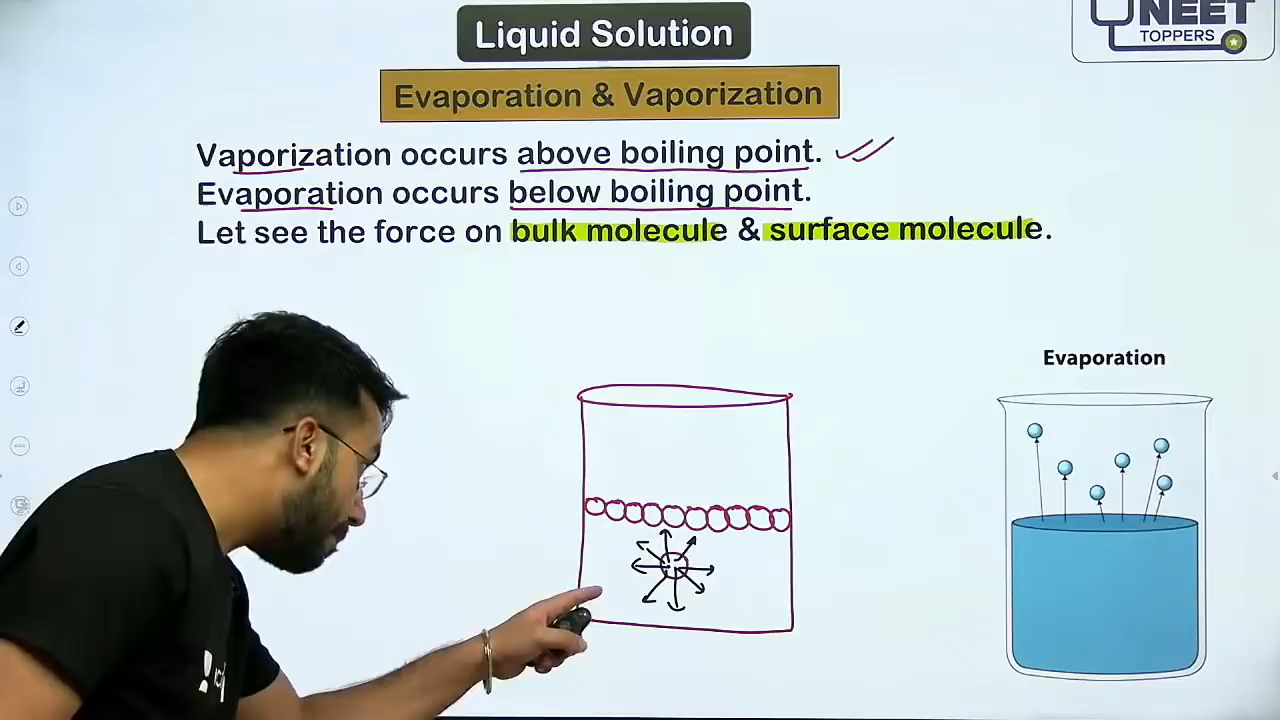 Liquid Solution
NEET
TOPPERS
Evaporation & Vaporization
Vaporization occurs above boiling point.
Evaporation occurs below boiling point.
Let see the force on bulk molecule & surface molecule.
Evaporation